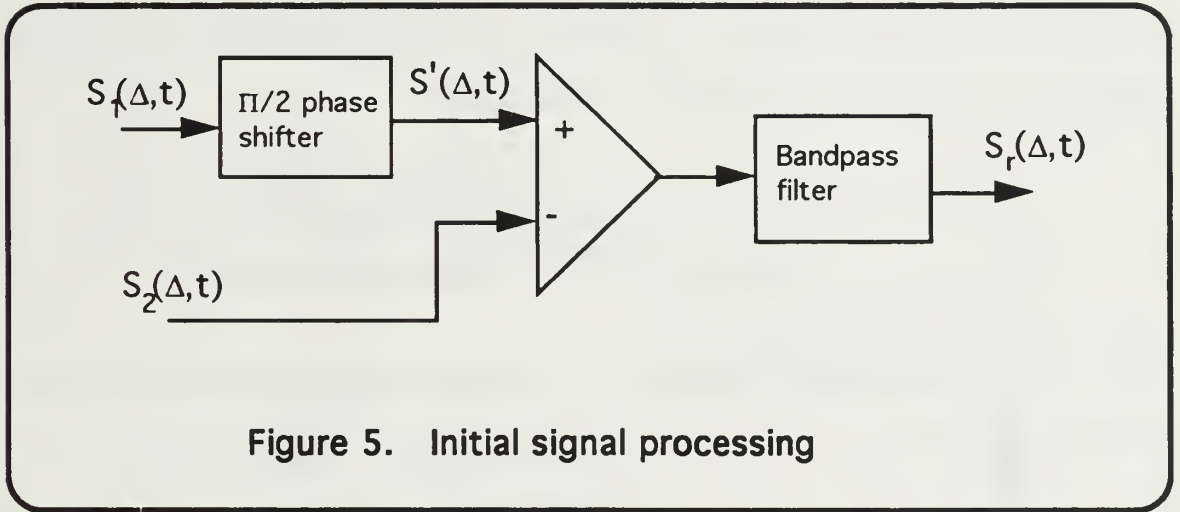 S₁(Δ,t)
Π/2 phase
shifter
S'(Δ,t)
+
-
S₂(Δ,t)
Bandpass
filter
Sᵣ(Δ,t)
Figure 5. Initial signal processing